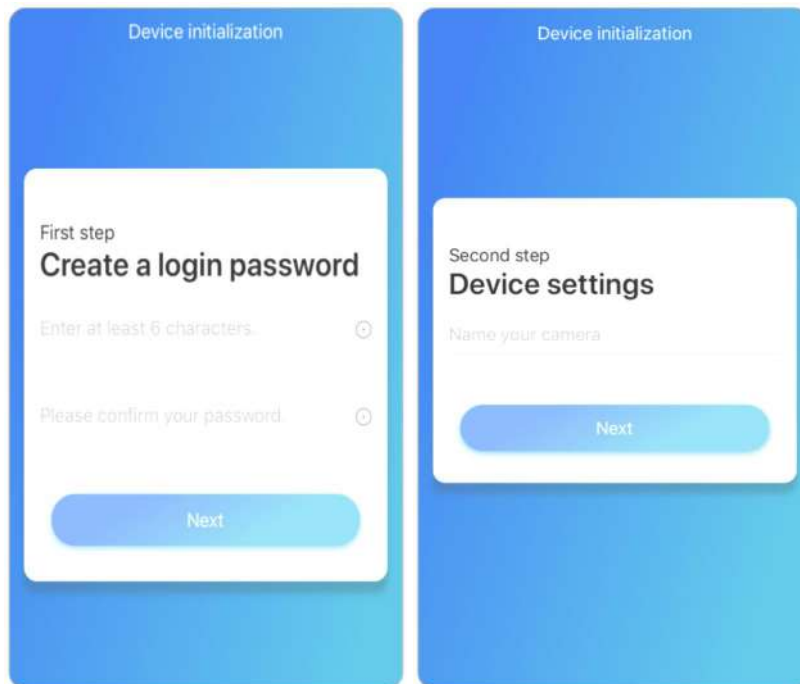 Device initialization
First step
Create a login password
Enter at least 6 characters.
Please confirm your password.
Next
Device initialization
Second step
Device settings
Name your camera
Next